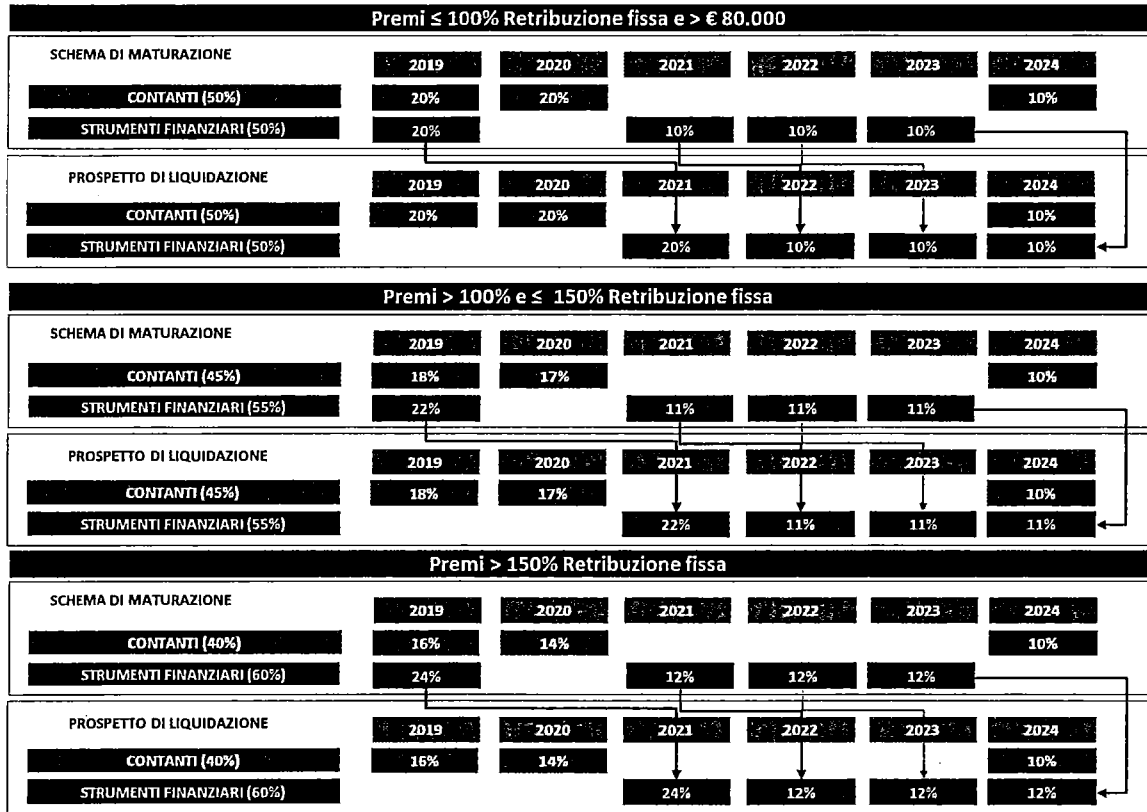 Premi ≤ 100% Retribuzione fissa e > € 80.000
SCHEMA DI MATURAZIONE
2019 2020 2021 2022 2023 2024
CONTANTI (50%) 20% 20% 10%
STRUMENTI FINANZIARI (50%) 20% 10% 10% 10%
PROSPETTO DI LIQUIDAZIONE
2019 2020 2021 2022 2023 2024
CONTANTI (50%) 20% 20% 10%
STRUMENTI FINANZIARI (50%) 20% 10% 10% 10%
Premi > 100% e ≤ 150% Retribuzione fissa
SCHEMA DI MATURAZIONE
2019 2020 2021 2022 2023 2024
CONTANTI (45%) 18% 17% 10%
STRUMENTI FINANZIARI (55%) 22% 11% 11% 11%
PROSPETTO DI LIQUIDAZIONE
2019 2020 2021 2022 2023 2024
CONTANTI (45%) 18% 17% 10%
STRUMENTI FINANZIARI (55%) 22% 11% 11% 11%
Premi > 150% Retribuzione fissa
SCHEMA DI MATURAZIONE
2019 2020 2021 2022 2023 2024
CONTANTI (40%) 16% 14% 10%
STRUMENTI FINANZIARI (60%) 24% 12% 12% 12%
PROSPETTO DI LIQUIDAZIONE
2019 2020 2021 2022 2023 2024
CONTANTI (40%) 16% 14% 10%
STRUMENTI FINANZIARI (60%) 24% 12% 12% 12%